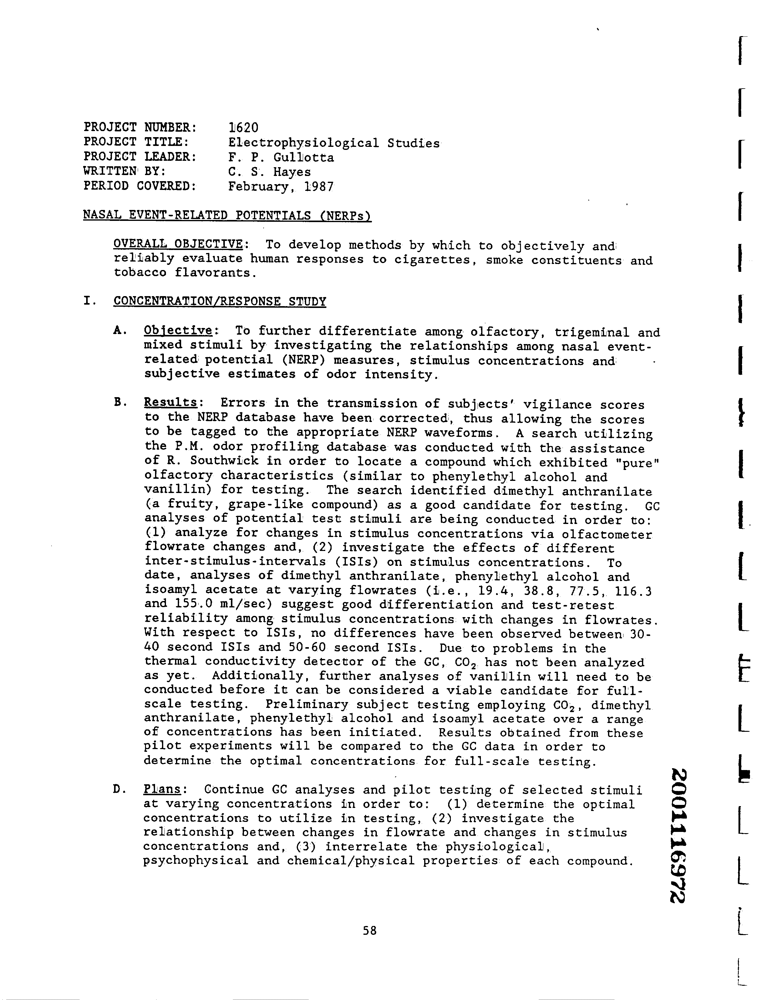 PROJECT NUMBER: 1620
PROJECT TITLE: Electrophysiological Studies
PROJECT LEADER: F. P. Gullotta
WRITTEN BY: C. S. Hayes
PERIOD COVERED: February, 1987
NASAL EVENT-RELATED POTENTIALS (NERPs)
OVERALL OBJECTIVE: To develop methods by which to objectively and
reliably evaluate human responses to cigarettes, smoke constituents and
tobacco flavorants.
I. CONCENTRATION/RESPONSE STUDY
A. Objective: To further differentiate among olfactory, trigeminal and
mixed stimuli by investigating the relationships among nasal event-
related potential (NERP) measures, stimulus concentrations and
subjective estimates of odor intensity.
B. Results: Errors in the transmission of subjects' vigilance scores
to the NERP database have been corrected, thus allowing the scores
to be tagged to the appropriate NERP waveforms. A search utilizing
the P.M. odor profiling database was conducted with the assistance
of R. Southwick in order to locate a compound which exhibited "pure"
olfactory characteristics (similar to phenylethyl alcohol and
vanillin) for testing. The search identified dimethyl anthranilate
(a fruity, grape-like compound) as a good candidate for testing. GC
analyses of potential test stimuli are being conducted in order to:
(1) analyze for changes in stimulus concentrations via olfactometer
flowrate changes and, (2) investigate the effects of different
inter-stimulus-intervals (ISIs) on stimulus concentrations. To
date, analyses of dimethyl anthranilate, phenylethyl alcohol and
isoamyl acetate at varying flowrates (i.e., 19.4, 38.8, 77.5, 116.3
and 155.0 ml/sec) suggest good differentiation and test-retest
reliability among stimulus concentrations with changes in flowrates.
With respect to ISIs, no differences have been observed between 30-
40 second ISIs and 50-60 second ISIs. Due to problems in the
thermal conductivity detector of the GC, CO2 has not been analyzed
as yet. Additionally, further analyses of vanillin will need to be
conducted before it can be considered a viable candidate for full-
scale testing. Preliminary subject testing employing CO2, dimethyl
anthranilate, phenylethyl alcohol and isoamyl acetate over a range
of concentrations has been initiated. Results obtained from these
pilot experiments will be compared to the GC data in order to
determine the optimal concentrations for full-scale testing.
D. Plans: Continue GC analyses and pilot testing of selected stimuli
at varying concentrations in order to: (1) determine the optimal
concentrations to utilize in testing, (2) investigate the
relationship between changes in flowrate and changes in stimulus
concentrations and, (3) interrelate the physiological,
psychophysical and chemical/physical properties of each compound.
58
2001116972